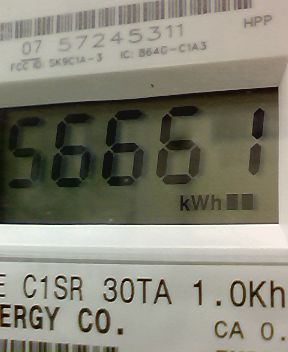 07 57245311
HPP
FCC ID: SK9C1A-3 IC: 864G-C1A3
56661
kWh
E C1SR 30TA 1.0Kh
ERGY CO.
CA 0.